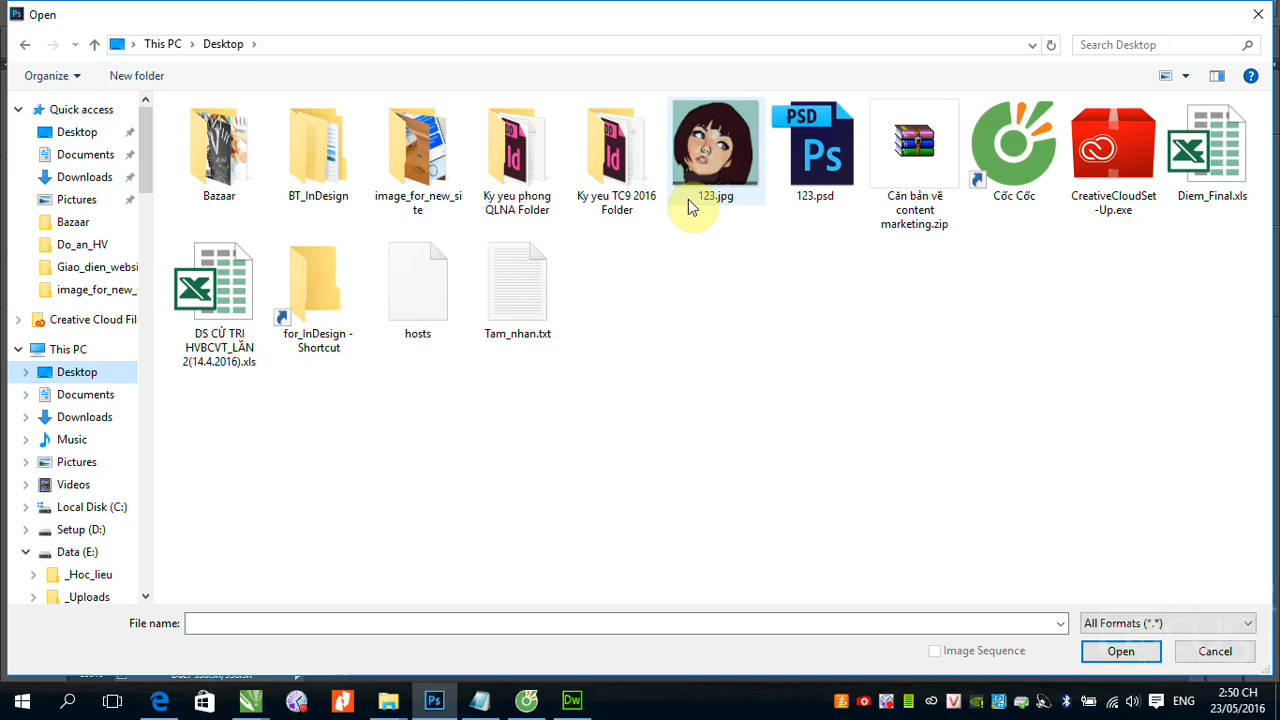 Open
This PC
Desktop
Search Desktop
Organize
New folder
Quick access
Desktop
Documents
Downloads
Pictures
Bazaar
Do_an_HV
Giao_dien_websi
image_for_new_
Creative Cloud Fil
This PC
Desktop
Documents
Downloads
Music
Pictures
Videos
Local Disk (C:)
Setup (D:)
Data (E:)
_Hoc_lieu
_Uploads
Bazaar
BT_InDesign
image_for_new_si
te
Ky yeu phong
QLNA Folder
Ky yeu TC9 2016
Folder
123.jpg
123.psd
Căn bản về
content
marketing.zip
Cốc Cốc
CreativeCloudSet
-Up.exe
Diem_Final.xls
DS CỬ TRI
HVBCVT_LẦN
2(14.4.2016).xls
for_InDesign -
Shortcut
hosts
Tam_nhan.txt
File name:
All Formats (*.*)
Image Sequence
Open
Cancel
ENG
2:50 CH
23/05/2016